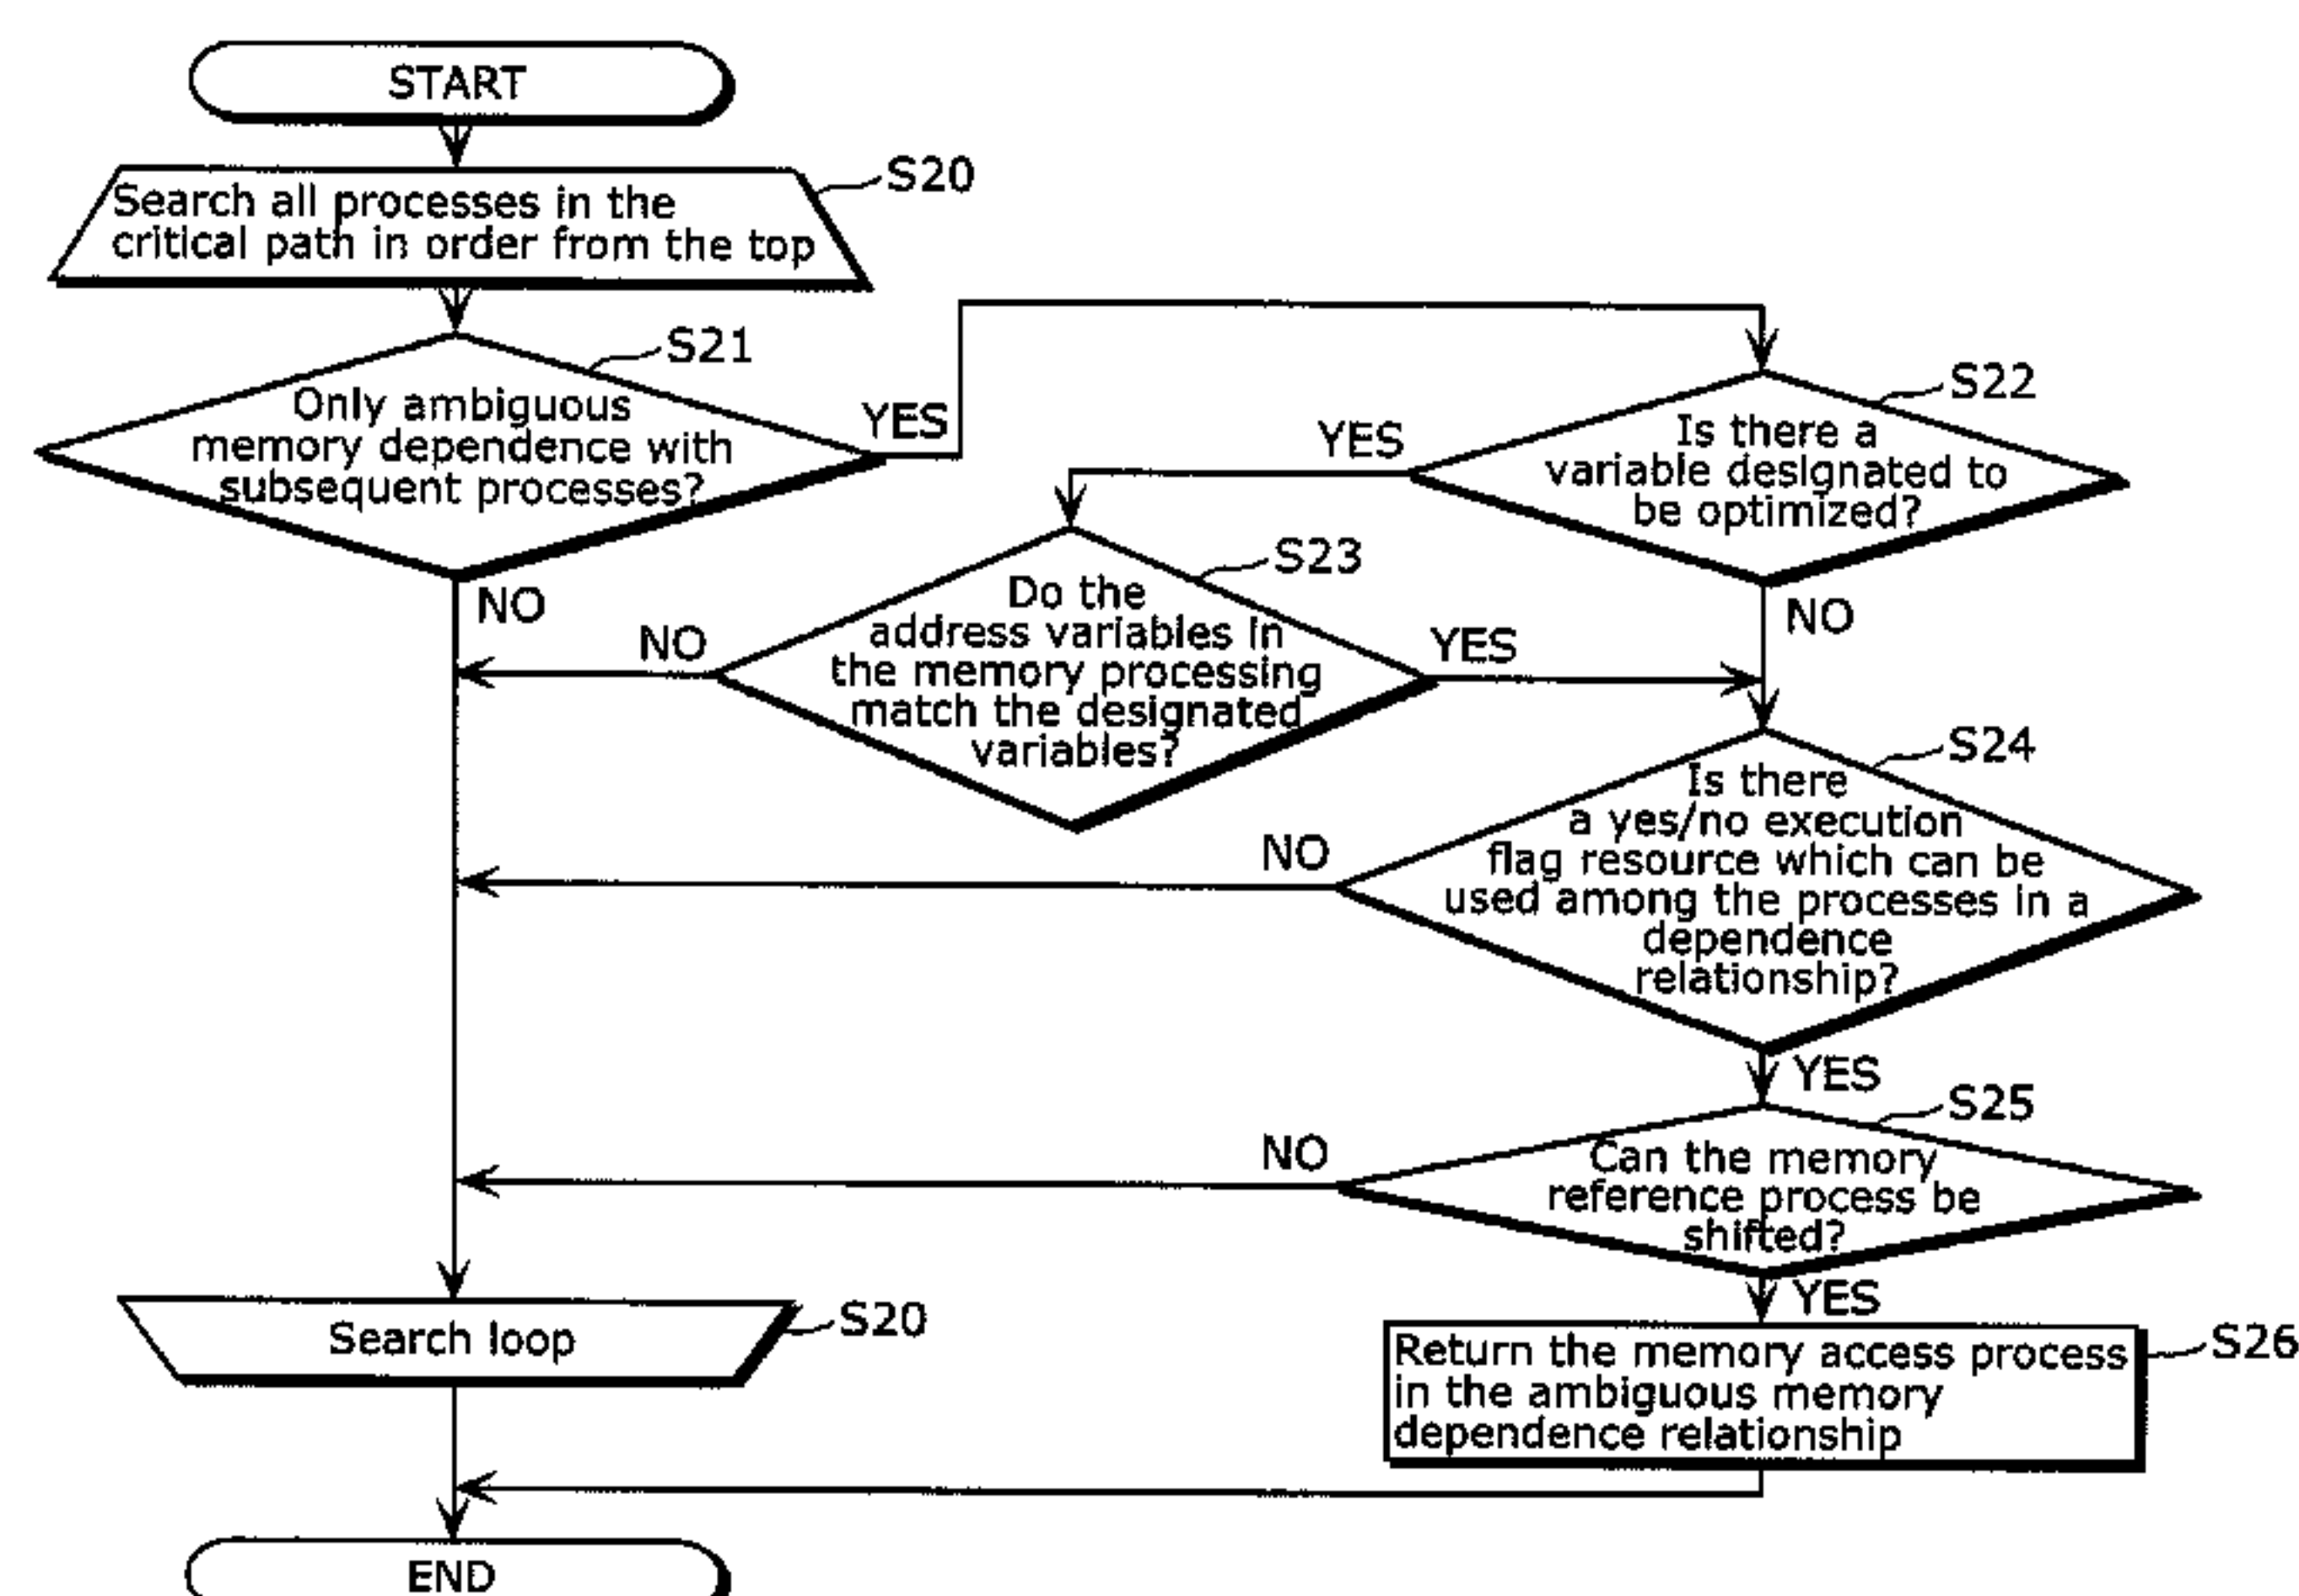 START
S20
Search all processes in the
critical path in order from the top
S21
Only ambiguous
memory dependence with
subsequent processes?
YES
NO
S22
Is there a
variable designated to
be optimized?
YES
NO
S23
Do the
address variables in
the memory processing
match the designated
variables?
NO
YES
S24
Is there
a yes/no execution
flag resource which can be
used among the processes in a
dependence
relationship?
NO
YES
S25
Can the memory
reference process be
shifted?
NO
YES
S20
Search loop
S26
Return the memory access process
in the ambiguous memory
dependence relationship
END